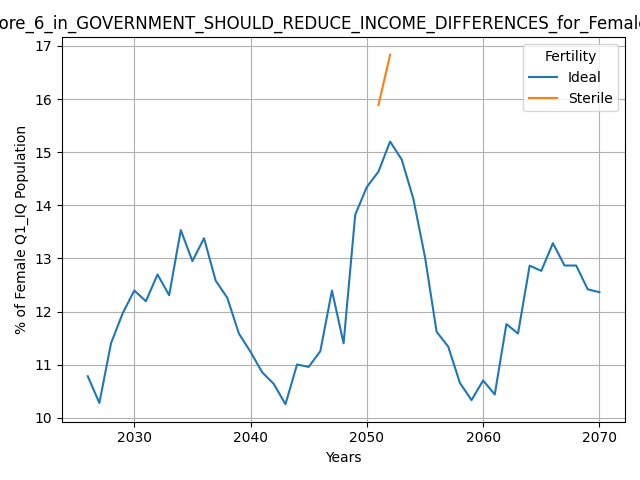 ore_6_in_GOVERNMENT_SHOULD_REDUCE_INCOME_DIFFERENCES_for_Female
17
16
15
14
13
12
11
10
% of Female Q1_IQ Population
Fertility
Ideal
Sterile
2030
2040
2050
2060
2070
Years